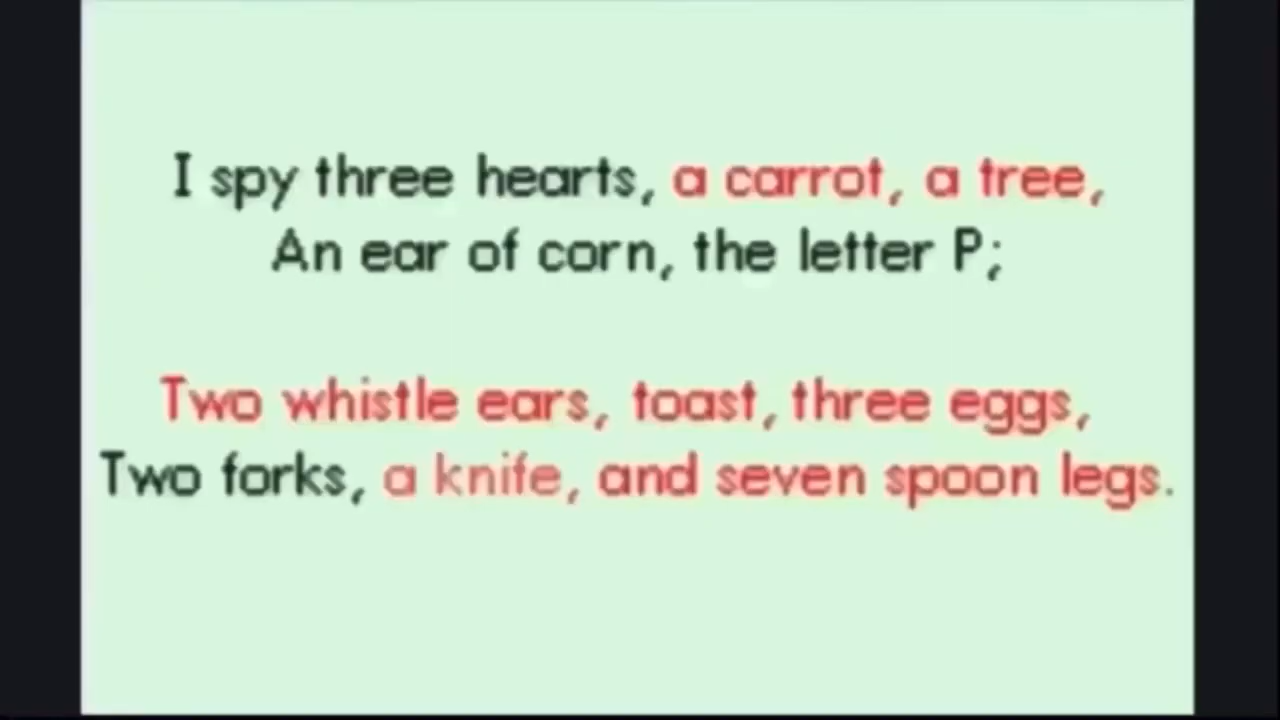 I spy three hearts, a carrot, a tree,
An ear of corn, the letter P;
Two whistle ears, toast, three eggs,
Two forks, a knife, and seven spoon legs.